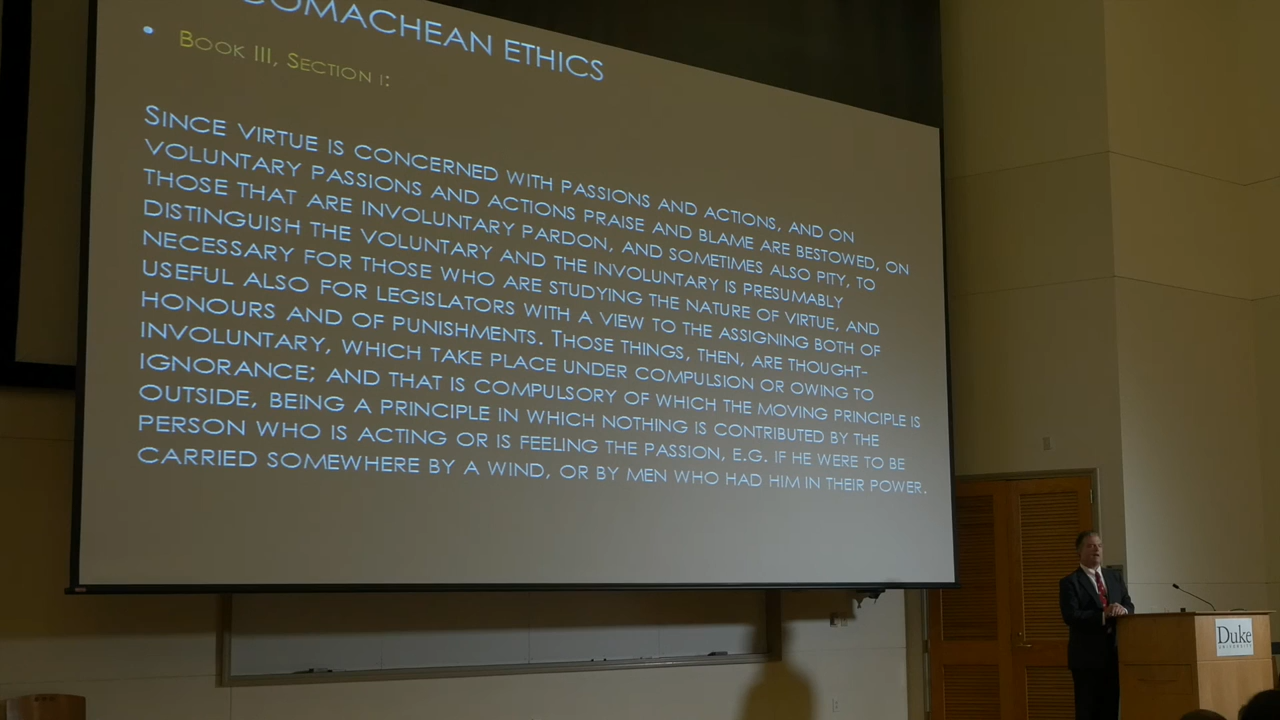 OMACHEAN ETHICS
• BOOK III, SECTION I:
SINCE VIRTUE IS CONCERNED WITH PASSIONS AND ACTIONS, AND ON
VOLUNTARY PASSIONS AND ACTIONS PRAISE AND BLAME ARE BESTOWED, ON
THOSE THAT ARE INVOLUNTARY PARDON, AND SOMETIMES ALSO PITY, TO
DISTINGUISH THE VOLUNTARY AND THE INVOLUNTARY IS PRESUMABLY
NECESSARY FOR THOSE WHO ARE STUDYING THE NATURE OF VIRTUE, AND
USEFUL ALSO FOR LEGISLATORS WITH A VIEW TO THE ASSIGNING BOTH OF
HONOURS AND OF PUNISHMENTS. THOSE THINGS, THEN, ARE THOUGHT-
INVOLUNTARY, WHICH TAKE PLACE UNDER COMPULSION OR OWING TO
IGNORANCE; AND THAT IS COMPULSORY OF WHICH THE MOVING PRINCIPLE IS
OUTSIDE, BEING A PRINCIPLE IN WHICH NOTHING IS CONTRIBUTED BY THE
PERSON WHO IS ACTING OR IS FEELING THE PASSION, E.G. IF HE WERE TO BE
CARRIED SOMEWHERE BY A WIND, OR BY MEN WHO HAD HIM IN THEIR POWER.
Duke
UNIVERSITY